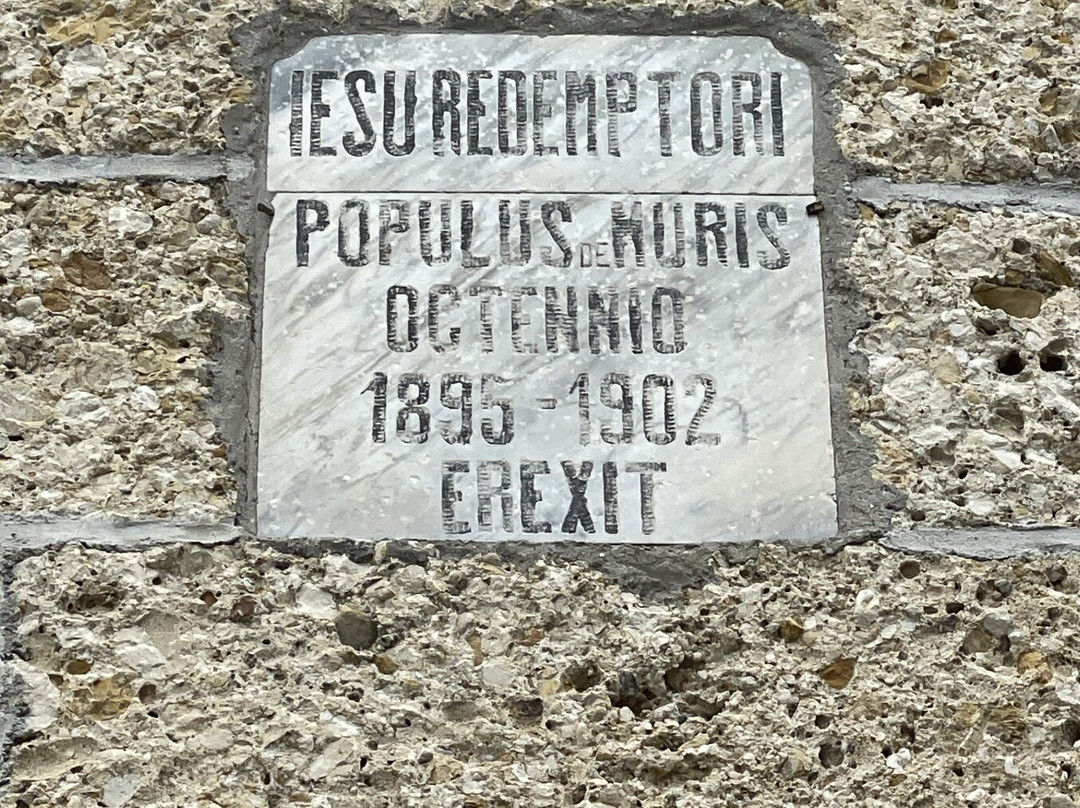 IESU REDEMPTORI
POPULUS DE MURIS
OCTENNIO
1895-1902
EREXIT